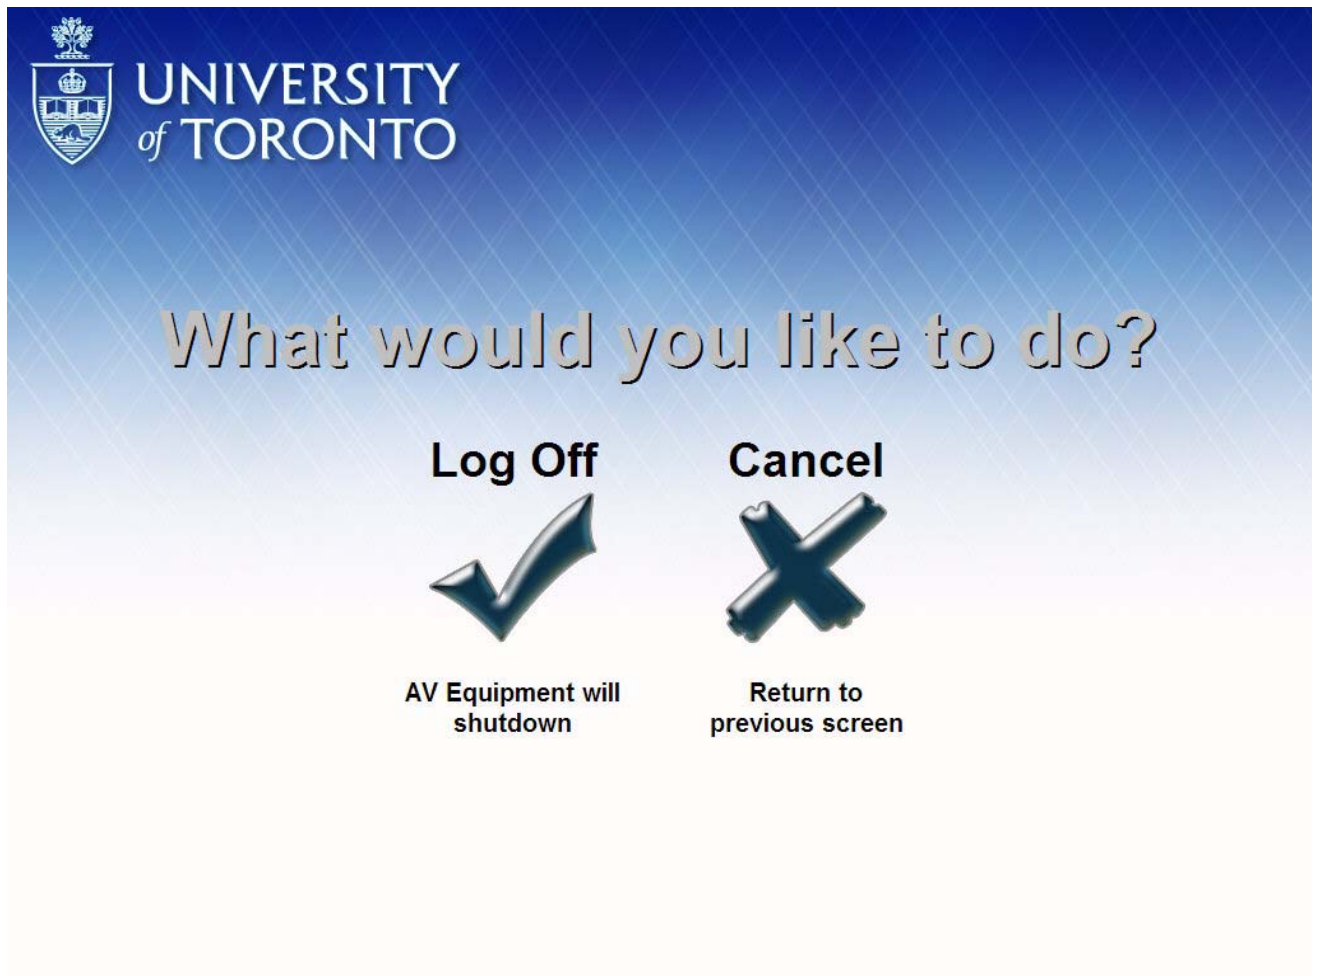 UNIVERSITY
of TORONTO
What would you like to do?
Log Off
Cancel
AV Equipment will
shutdown
Return to
previous screen